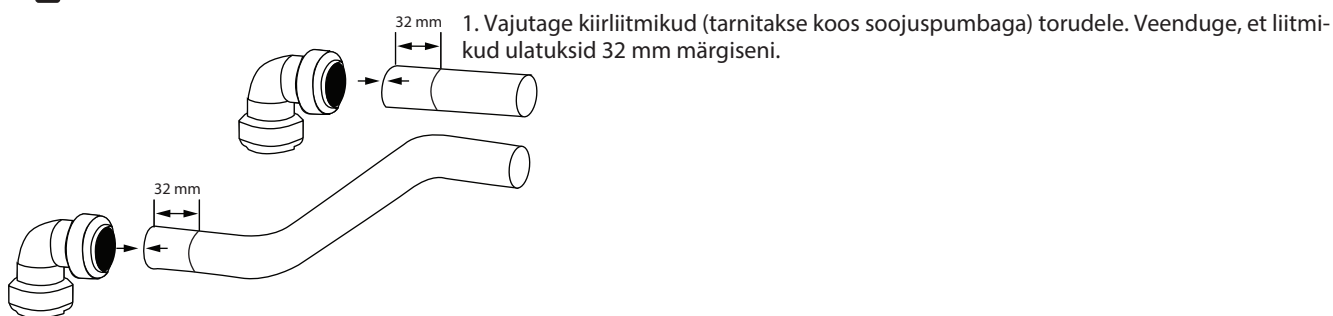 32 mm
1. Vajutage kiirliitmikud (tarnitakse koos soojuspumbaga) torudele. Veenduge, et liitmi-
kud ulatuksid 32 mm märgiseni.
32 mm